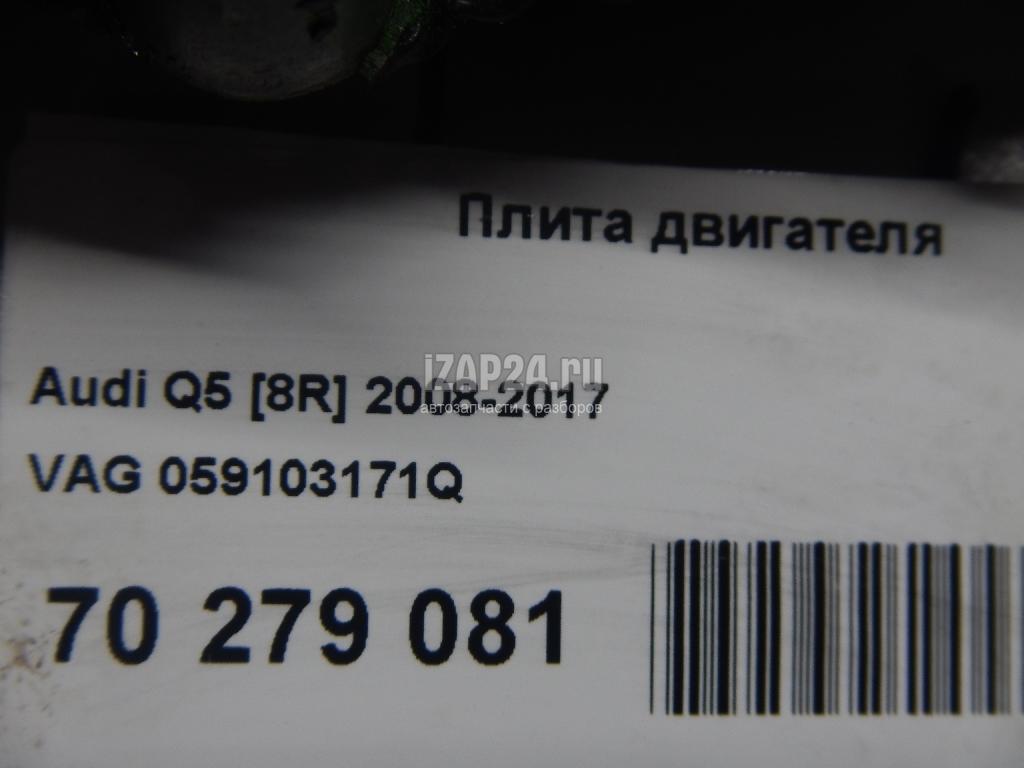 Плита двигателя
iZAP24.ru
Audi Q5 [8R] 2008-2017
автозапчасти с разборов
VAG 059103171Q
70 279 081